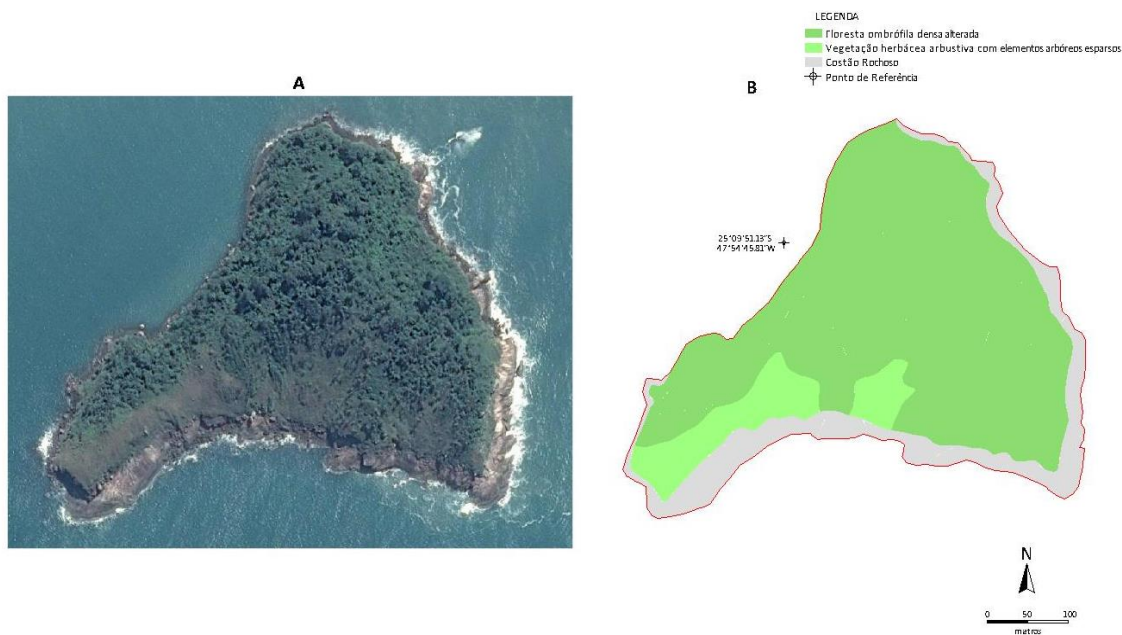 LEGENDA
Floresta ombrófila densa alterada
Vegetação herbácea arbustiva com elementos arbóreos esparsos
Costão Rochoso
Ponto de Referência
A
B
25°09'51.13"S
47°54'45.81"W
N
0 50 100
metros